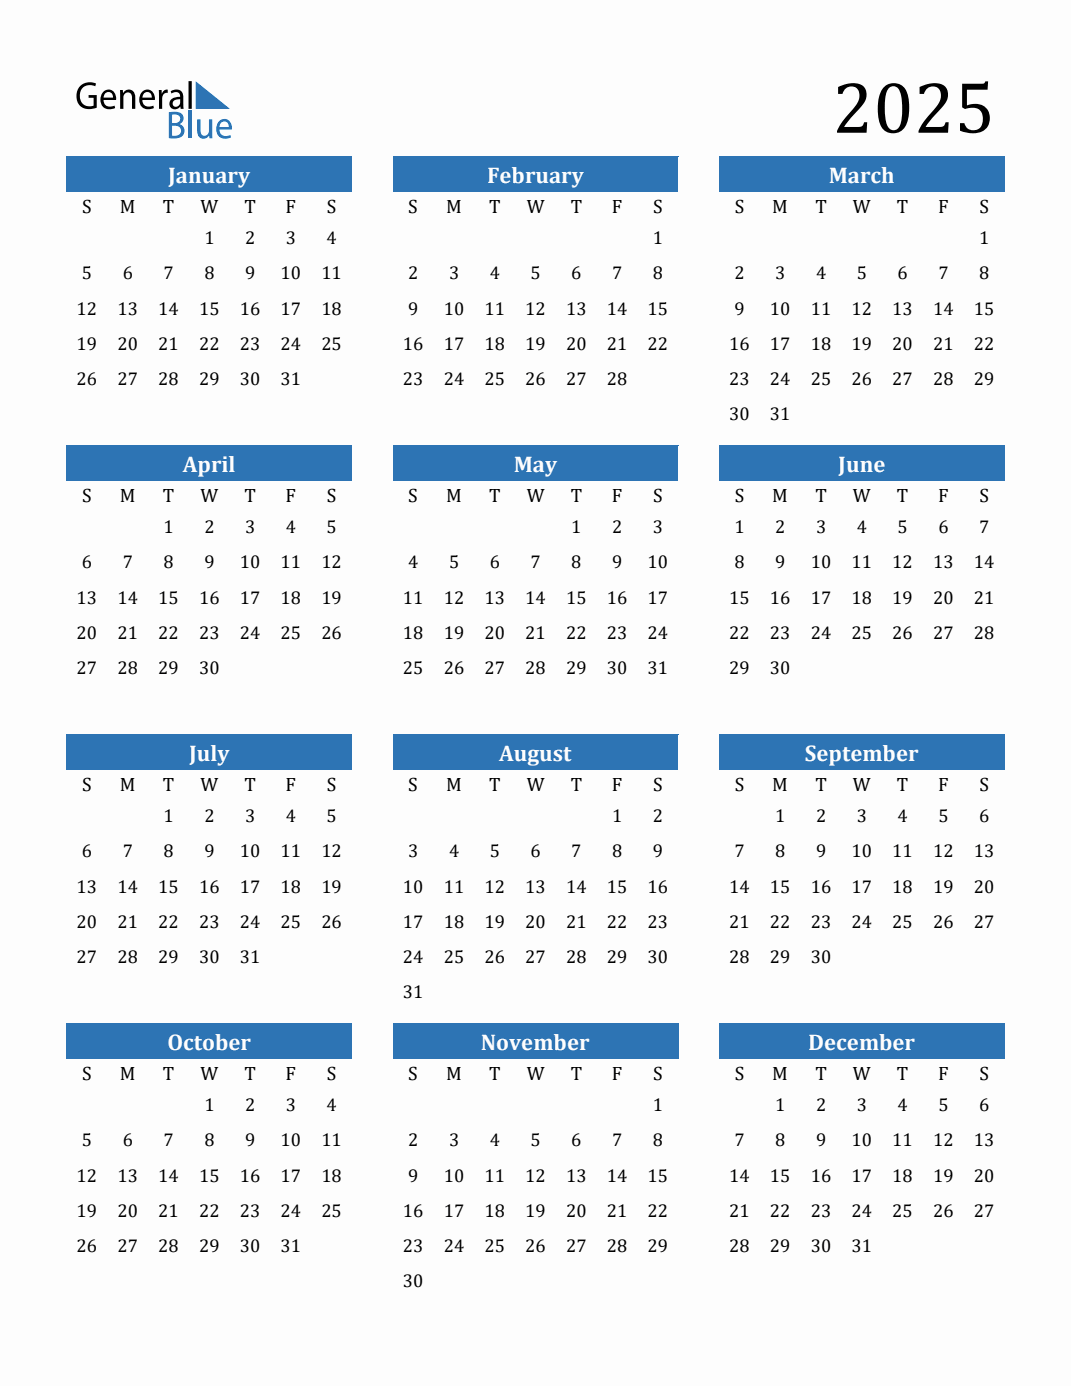 General
Blue
2025
January February March
S M T W T F S S M T W T F S S M T W T F S
1 2 3 4 1 1
5 6 7 8 9 10 11 2 3 4 5 6 7 8 2 3 4 5 6 7 8
12 13 14 15 16 17 18 9 10 11 12 13 14 15 9 10 11 12 13 14 15
19 20 21 22 23 24 25 16 17 18 19 20 21 22 16 17 18 19 20 21 22
26 27 28 29 30 31 23 24 25 26 27 28 23 24 25 26 27 28 29
30 31
April May June
S M T W T F S S M T W T F S S M T W T F S
1 2 3 4 5 1 2 3 1 2 3 4 5 6 7
6 7 8 9 10 11 12 4 5 6 7 8 9 10 8 9 10 11 12 13 14
13 14 15 16 17 18 19 11 12 13 14 15 16 17 15 16 17 18 19 20 21
20 21 22 23 24 25 26 18 19 20 21 22 23 24 22 23 24 25 26 27 28
27 28 29 30 25 26 27 28 29 30 31 29 30
July August September
S M T W T F S S M T W T F S S M T W T F S
1 2 3 4 5 1 2 1 2 3 4 5 6
6 7 8 9 10 11 12 3 4 5 6 7 8 9 7 8 9 10 11 12 13
13 14 15 16 17 18 19 10 11 12 13 14 15 16 14 15 16 17 18 19 20
20 21 22 23 24 25 26 17 18 19 20 21 22 23 21 22 23 24 25 26 27
27 28 29 30 31 24 25 26 27 28 29 30 28 29 30
31
October November December
S M T W T F S S M T W T F S S M T W T F S
1 2 3 4 1 1 2 3 4 5 6
5 6 7 8 9 10 11 2 3 4 5 6 7 8 7 8 9 10 11 12 13
12 13 14 15 16 17 18 9 10 11 12 13 14 15 14 15 16 17 18 19 20
19 20 21 22 23 24 25 16 17 18 19 20 21 22 21 22 23 24 25 26 27
26 27 28 29 30 31 23 24 25 26 27 28 29 28 29 30 31
30